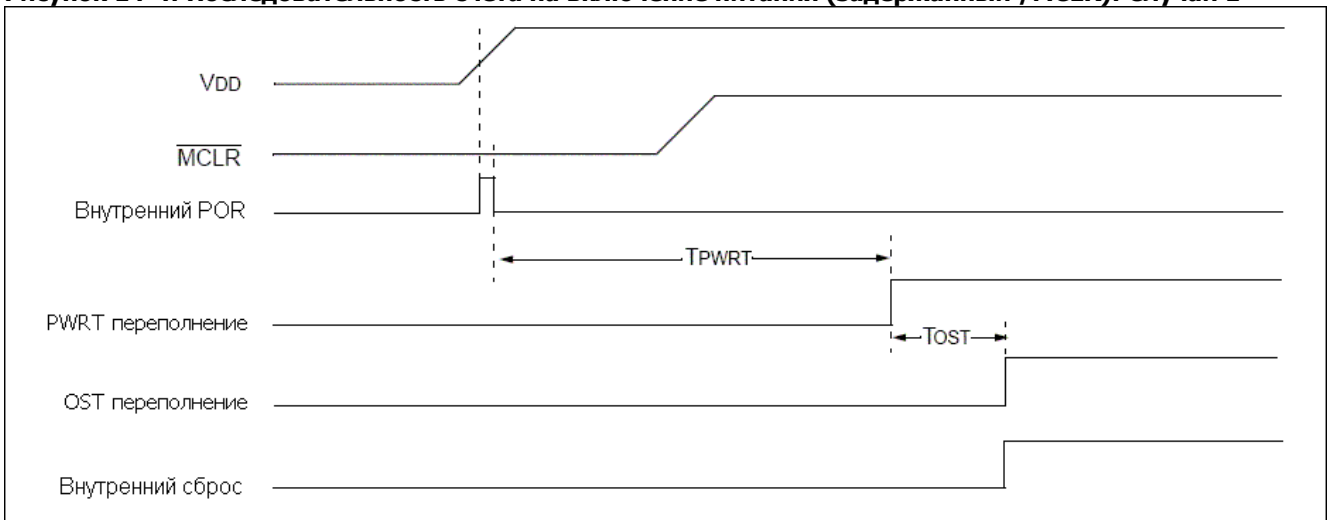 VDD
MCLR
Внутренний POR
TPWRT
PWRT переполнение
TOST
OST переполнение
Внутренний сброс